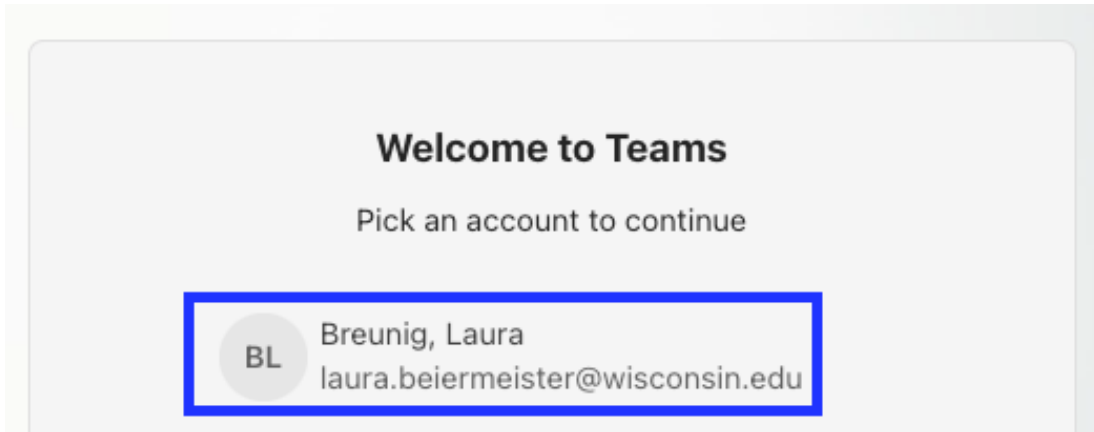 Welcome to Teams
Pick an account to continue
BL
Breunig, Laura
laura.beiermeister@wisconsin.edu